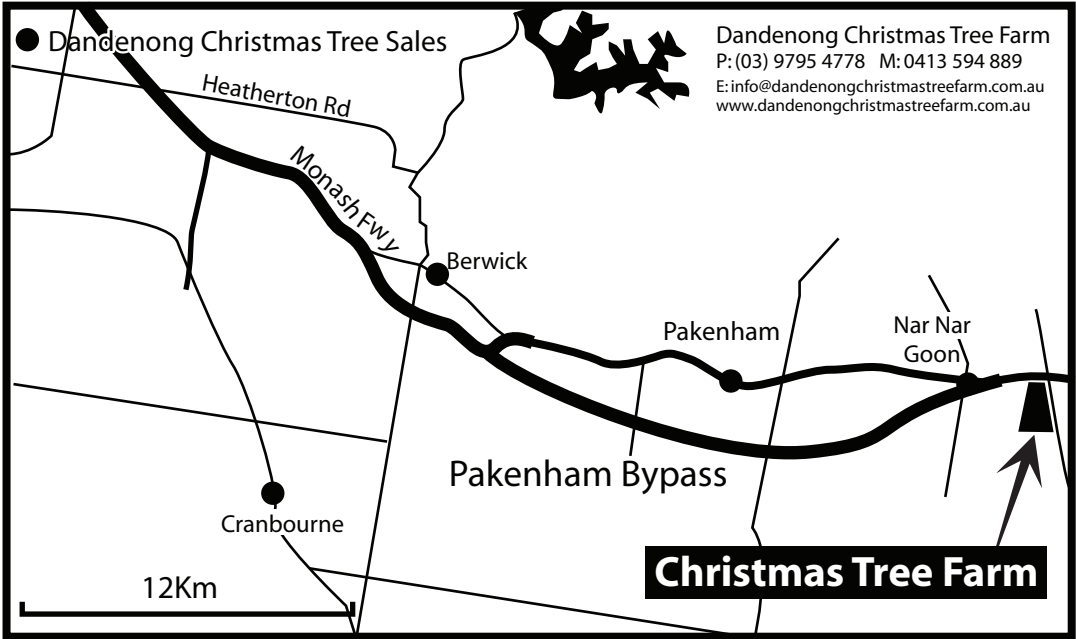 Dandenong Christmas Tree Sales
Dandenong Christmas Tree Farm
P: (03) 9795 4778 M: 0413 594 889
E: info@dandenongchristmastreefarm.com.au
www.dandenongchristmastreefarm.com.au
Heatherton Rd
Monash Fwy
Berwick
Pakenham
Nar Nar
Goon
Pakenham Bypass
Cranbourne
Christmas Tree Farm
12Km